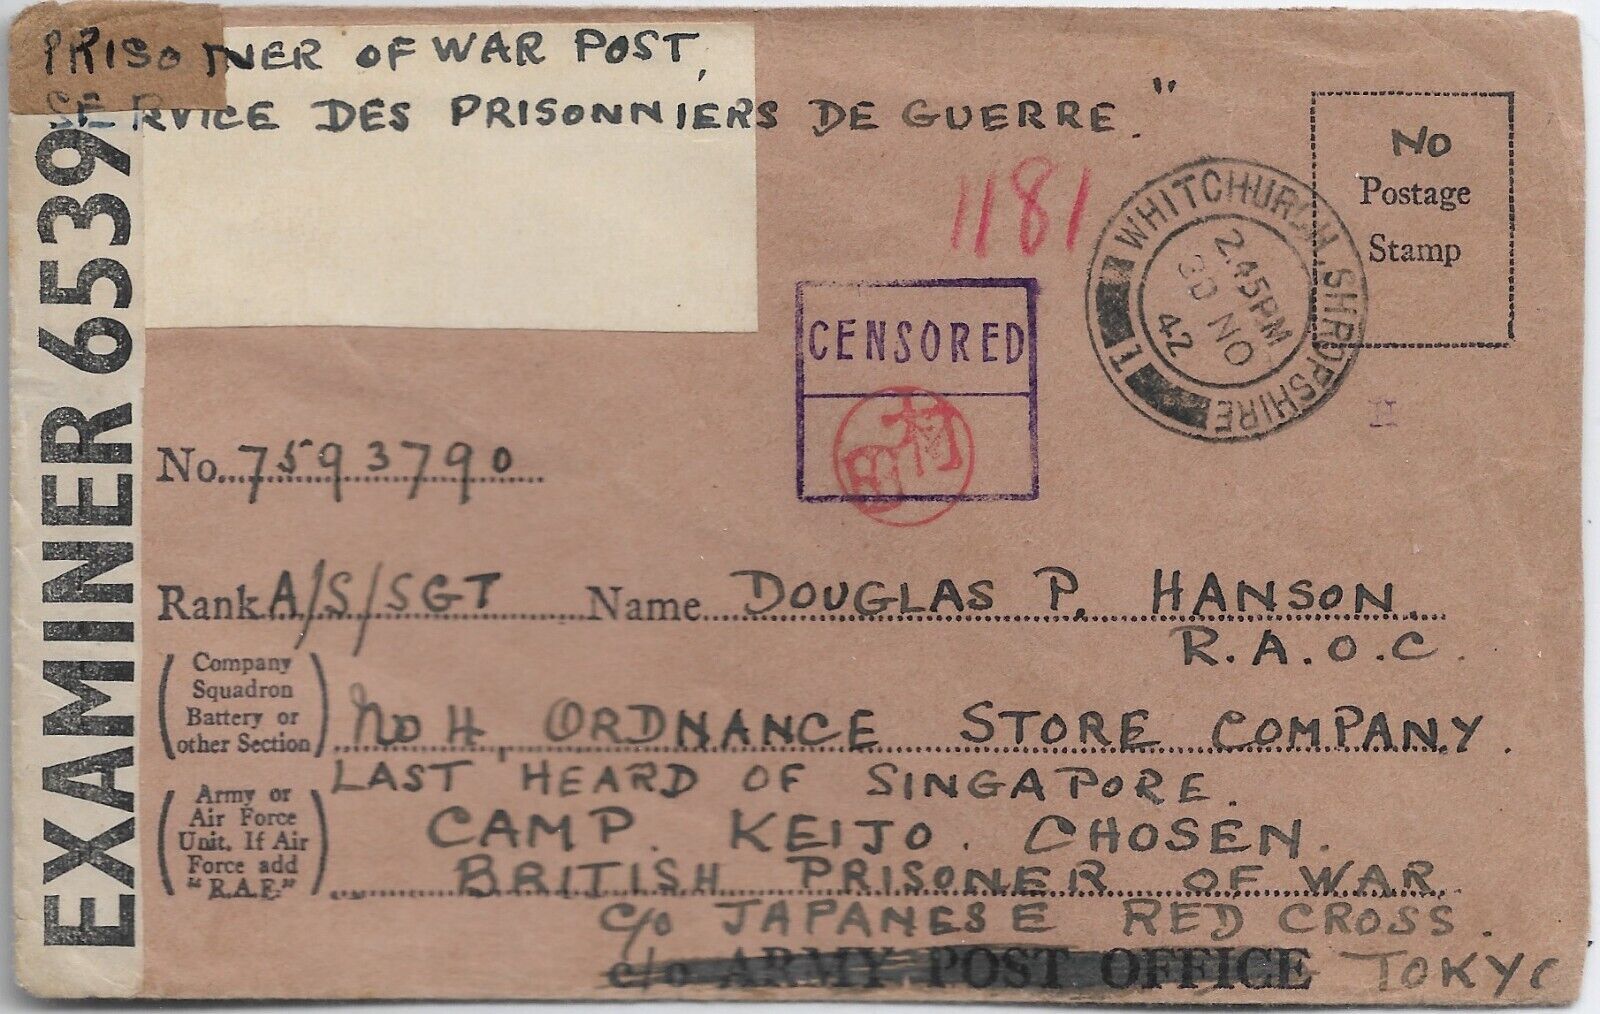 PRISONER OF WAR POST,
SERVICE DES PRISONNIERS DE GUERRE."
EXAMINER 6539
1181
No
Postage
Stamp
WHITCHURCH, SHROPSHIRE
2.45PM
30 NO
42
CENSORED
村田
No. 7593790
Rank A/S/SGT Name DOUGLAS P. HANSON.
R.A.O.C.
(Company Squadron Battery or other Section) No 4, ORDNANCE STORE COMPANY.
LAST HEARD OF SINGAPORE.
(Army or Air Force Unit. If Air Force add "R.A.F.") CAMP. KEIJO. CHOSEN.
BRITISH PRISONER OF WAR
c/o JAPANESE RED CROSS.
c/o ARMY POST OFFICE TOKYO